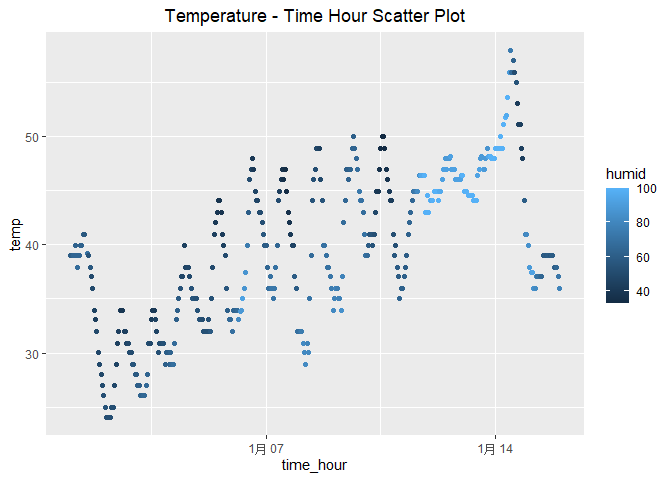 Temperature - Time Hour Scatter Plot
temp
50
40
30
1月 07
1月 14
time_hour
humid
100
80
60
40